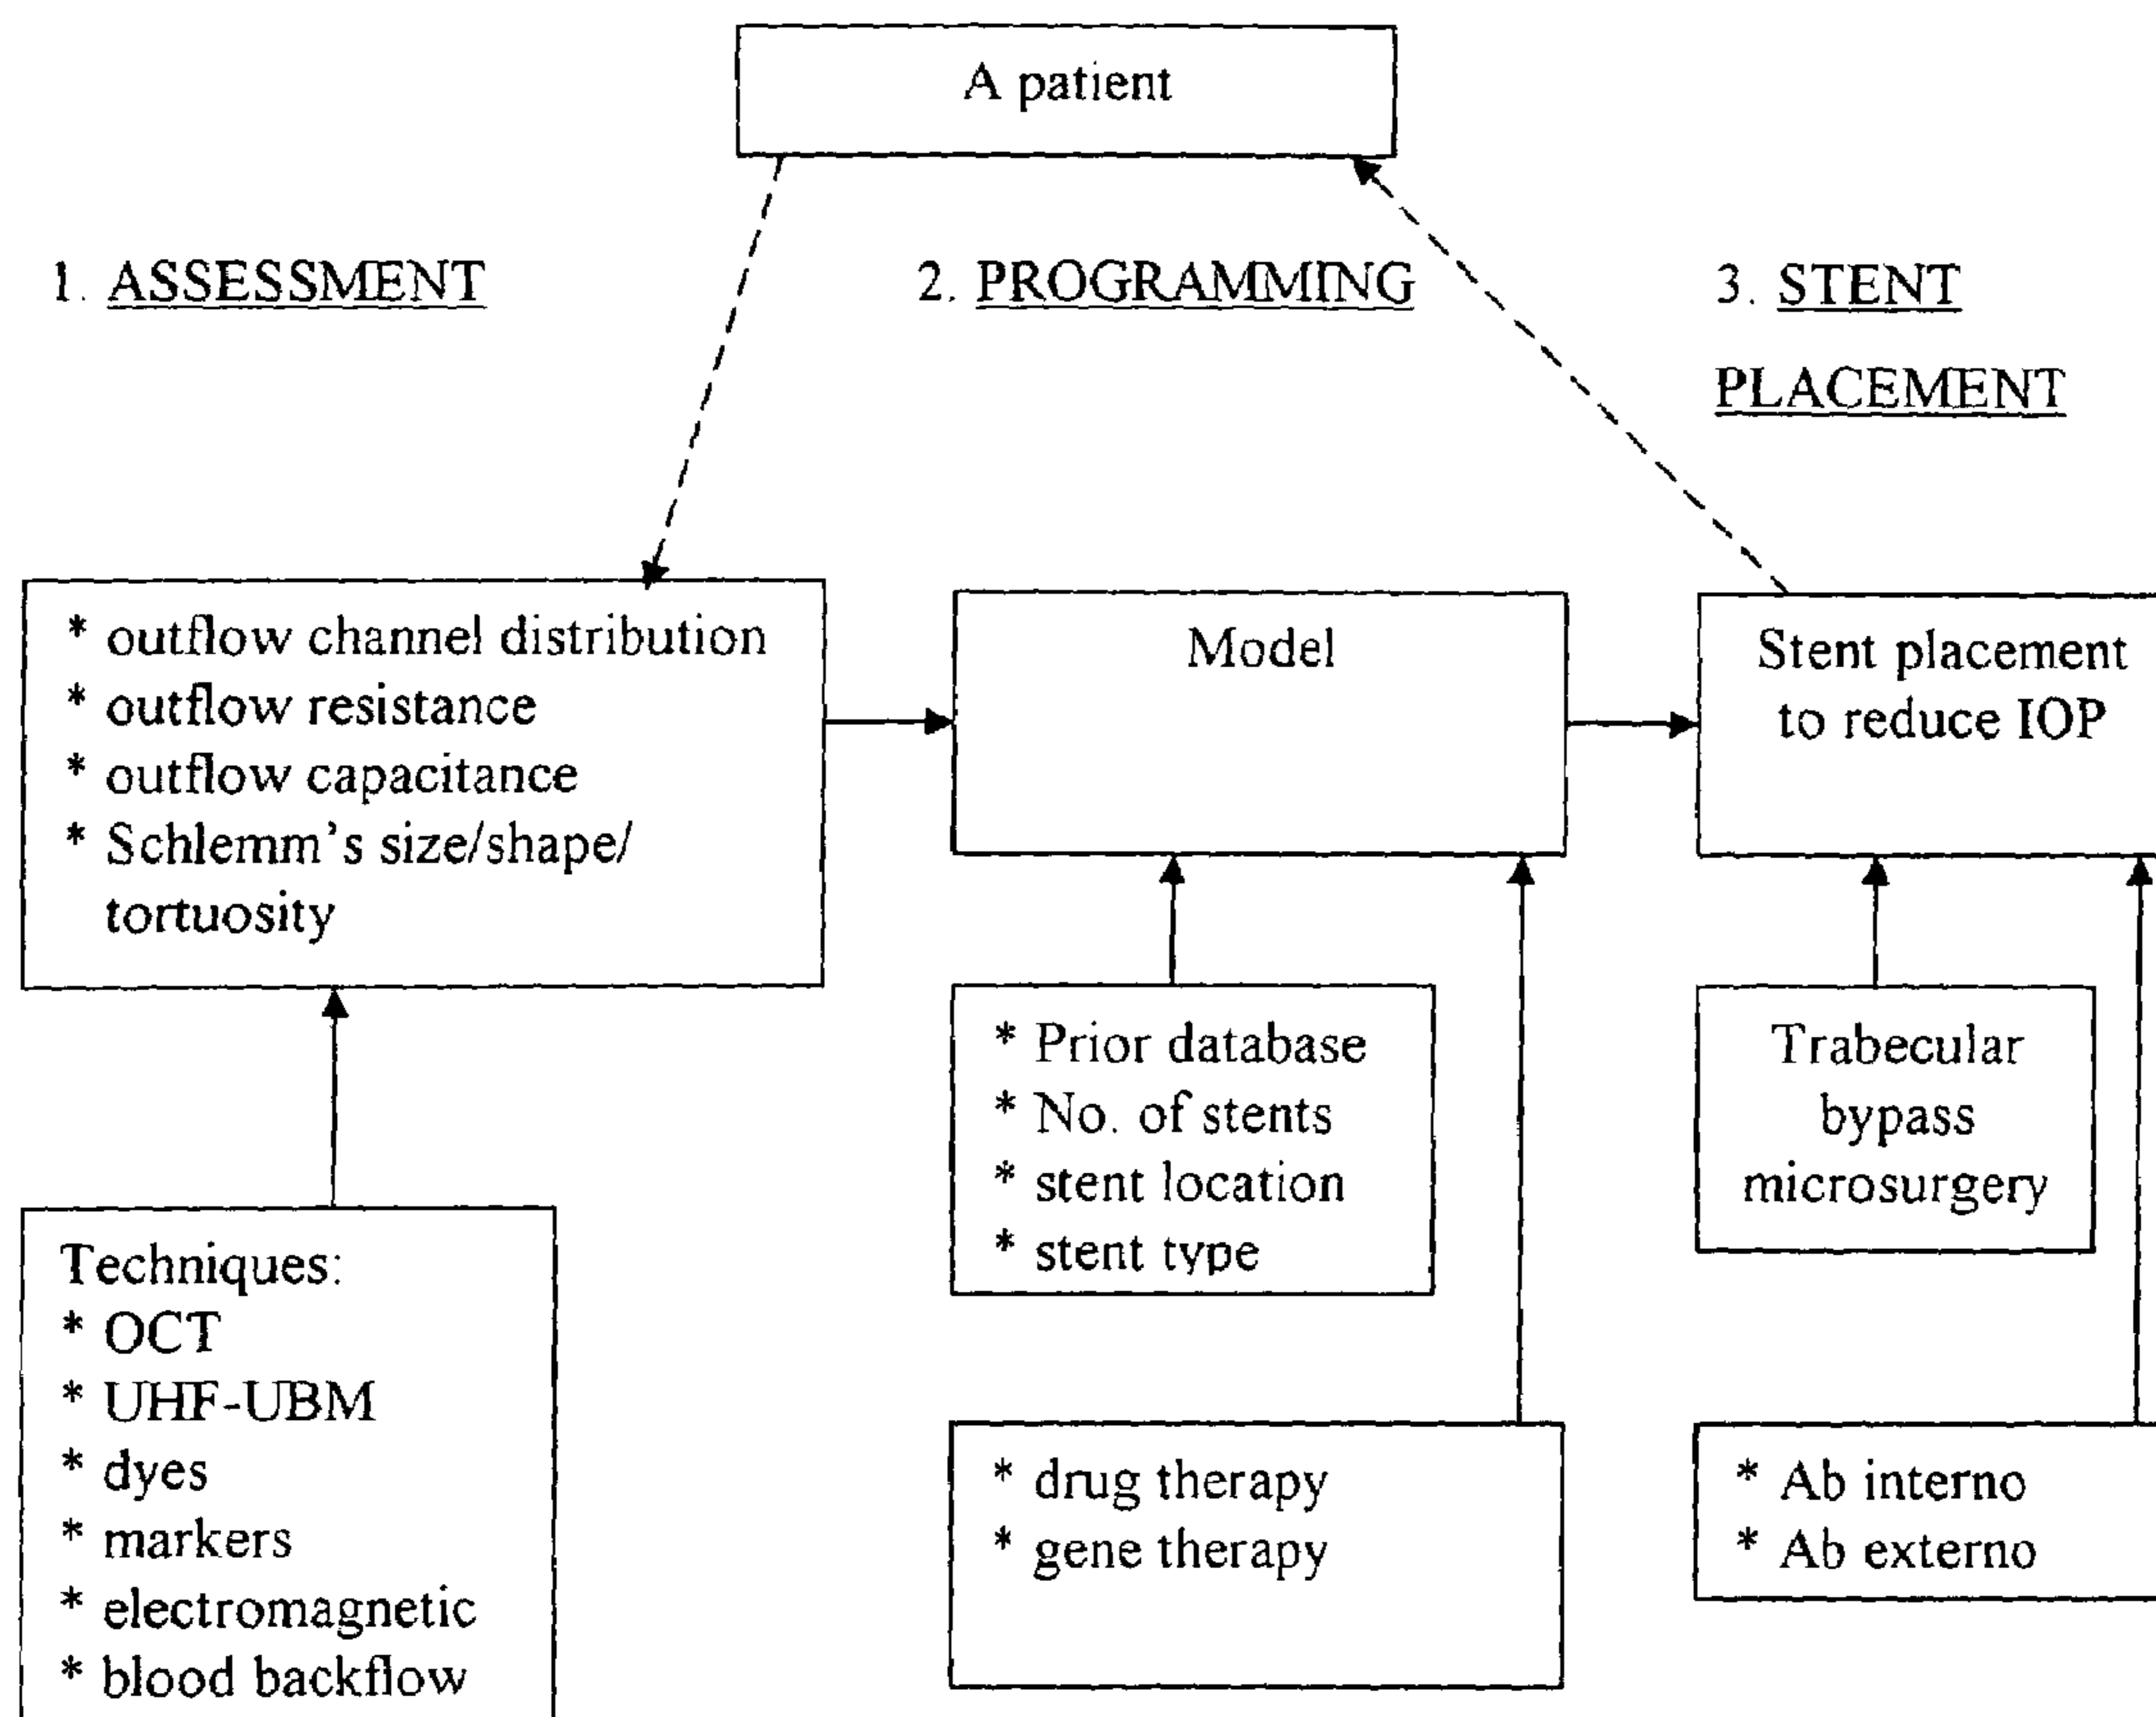 A patient
1. ASSESSMENT
2. PROGRAMMING
3. STENT
PLACEMENT
* outflow channel distribution
* outflow resistance
* outflow capacitance
* Schlemm's size/shape/
tortuosity
Model
Stent placement
to reduce IOP
* Prior database
* No. of stents
* stent location
* stent type
Trabecular
bypass
microsurgery
Techniques:
* OCT
* UHF-UBM
* dyes
* markers
* electromagnetic
* blood backflow
* drug therapy
* gene therapy
* Ab interno
* Ab externo